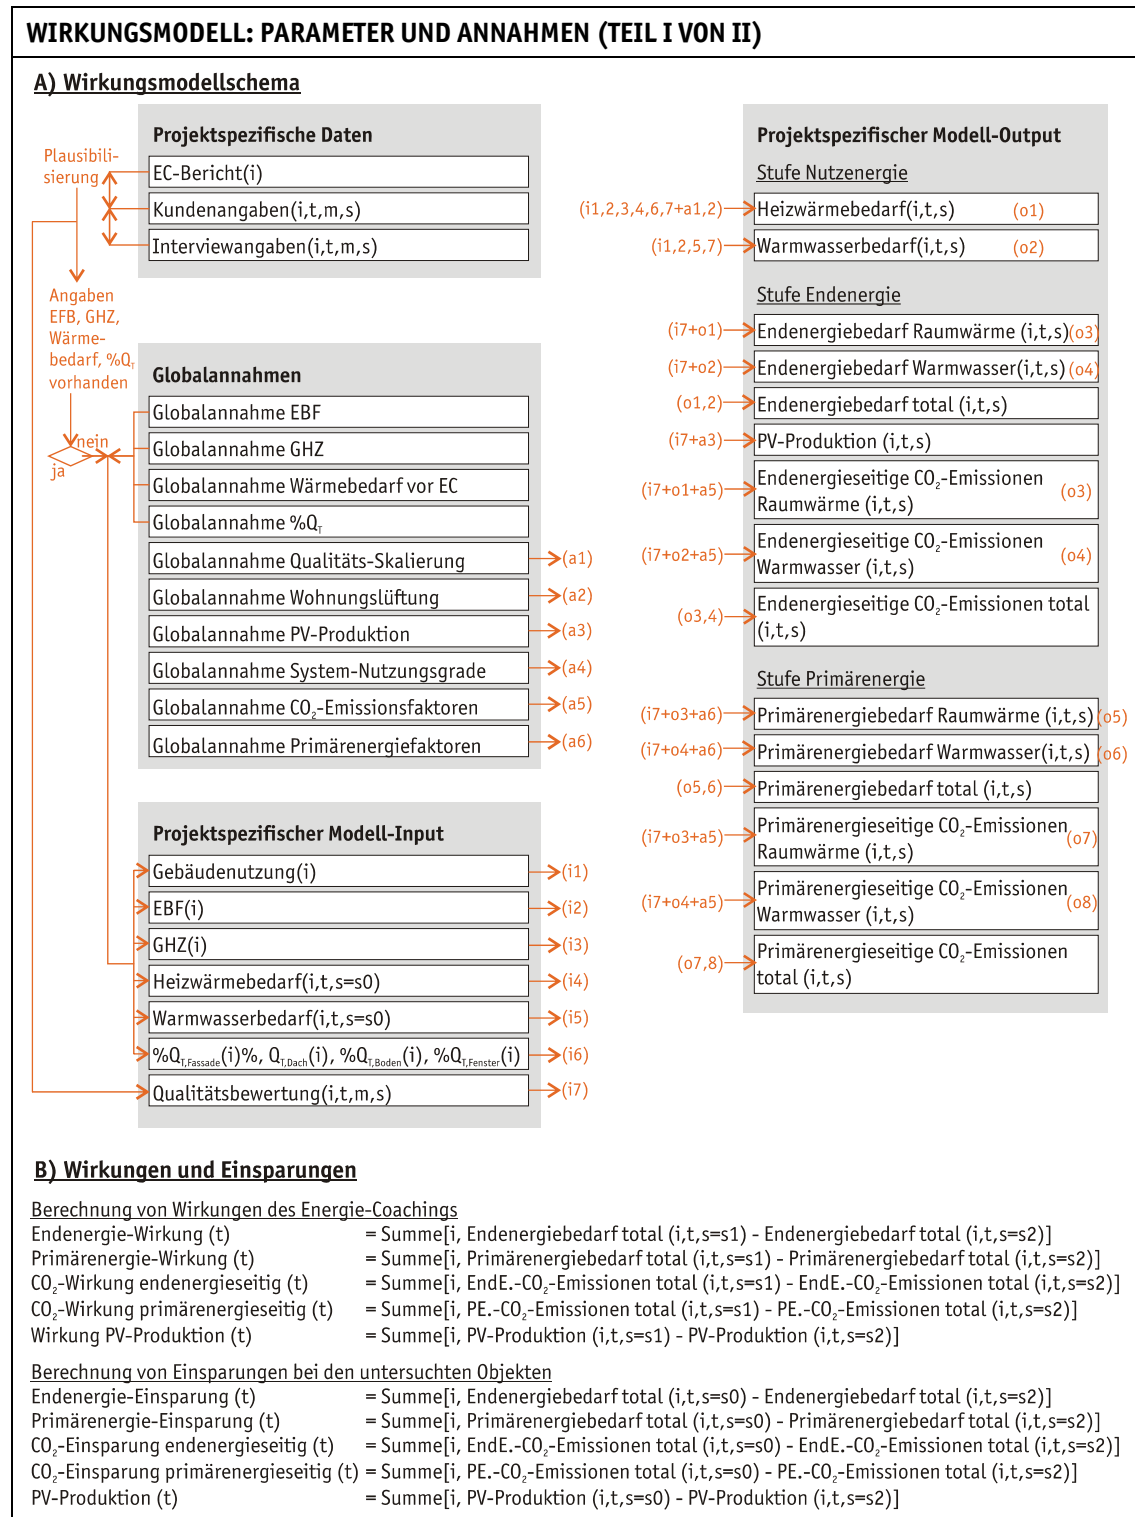 WIRKUNGSMODELL: PARAMETER UND ANNAHMEN (TEIL I VON II)
A) Wirkungsmodellschema
Plausibili-
sierung
Angaben
EFB, GHZ,
Wärme-
bedarf, %Q_T
vorhanden
nein
ja
Projektspezifische Daten
EC-Bericht(i)
Kundenangaben(i,t,m,s)
Interviewangaben(i,t,m,s)
Globalannahmen
Globalannahme EBF
Globalannahme GHZ
Globalannahme Wärmebedarf vor EC
Globalannahme %Q_T
Globalannahme Qualitäts-Skalierung (a1)
Globalannahme Wohnungslüftung (a2)
Globalannahme PV-Produktion (a3)
Globalannahme System-Nutzungsgrade (a4)
Globalannahme CO₂-Emissionsfaktoren (a5)
Globalannahme Primärenergiefaktoren (a6)
Projektspezifischer Modell-Input
Gebäudenutzung(i) (i1)
EBF(i) (i2)
GHZ(i) (i3)
Heizwärmebedarf(i,t,s=s0) (i4)
Warmwasserbedarf(i,t,s=s0) (i5)
%Q_T,Fassade(i)%, Q_T,Dach(i), %Q_T,Boden(i), %Q_T,Fenster(i) (i6)
Qualitätsbewertung(i,t,m,s) (i7)
Projektspezifischer Modell-Output
Stufe Nutzenergie
(i1,2,3,4,6,7+a1,2) Heizwärmebedarf(i,t,s) (o1)
(i1,2,5,7) Warmwasserbedarf(i,t,s) (o2)
Stufe Endenergie
(i7+o1) Endenergiebedarf Raumwärme (i,t,s) (o3)
(i7+o2) Endenergiebedarf Warmwasser(i,t,s) (o4)
(o1,2) Endenergiebedarf total (i,t,s)
(i7+a3) PV-Produktion (i,t,s)
(i7+o1+a5) Endenergieseitige CO₂-Emissionen (o3)
Raumwärme (i,t,s)
(i7+o2+a5) Endenergieseitige CO₂-Emissionen (o4)
Warmwasser (i,t,s)
(o3,4) Endenergieseitige CO₂-Emissionen total
(i,t,s)
Stufe Primärenergie
(i7+o3+a6) Primärenergiebedarf Raumwärme (i,t,s) (o5)
(i7+o4+a6) Primärenergiebedarf Warmwasser(i,t,s) (o6)
(o5,6) Primärenergiebedarf total (i,t,s)
(i7+o3+a5) Primärenergieseitige CO₂-Emissionen (o7)
Raumwärme (i,t,s)
(i7+o4+a5) Primärenergieseitige CO₂-Emissionen (o8)
Warmwasser (i,t,s)
(o7,8) Primärenergieseitige CO₂-Emissionen
total (i,t,s)
B) Wirkungen und Einsparungen
Berechnung von Wirkungen des Energie-Coachings
Endenergie-Wirkung (t) = Summe[i, Endenergiebedarf total (i,t,s=s1) - Endenergiebedarf total (i,t,s=s2)]
Primärenergie-Wirkung (t) = Summe[i, Primärenergiebedarf total (i,t,s=s1) - Primärenergiebedarf total (i,t,s=s2)]
CO₂-Wirkung endenergieseitig (t) = Summe[i, EndE.-CO₂-Emissionen total (i,t,s=s1) - EndE.-CO₂-Emissionen total (i,t,s=s2)]
CO₂-Wirkung primärenergieseitig (t) = Summe[i, PE.-CO₂-Emissionen total (i,t,s=s1) - PE.-CO₂-Emissionen total (i,t,s=s2)]
Wirkung PV-Produktion (t) = Summe[i, PV-Produktion (i,t,s=s1) - PV-Produktion (i,t,s=s2)]
Berechnung von Einsparungen bei den untersuchten Objekten
Endenergie-Einsparung (t) = Summe[i, Endenergiebedarf total (i,t,s=s0) - Endenergiebedarf total (i,t,s=s2)]
Primärenergie-Einsparung (t) = Summe[i, Primärenergiebedarf total (i,t,s=s0) - Primärenergiebedarf total (i,t,s=s2)]
CO₂-Einsparung endenergieseitig (t) = Summe[i, EndE.-CO₂-Emissionen total (i,t,s=s0) - EndE.-CO₂-Emissionen total (i,t,s=s2)]
CO₂-Einsparung primärenergieseitig (t) = Summe[i, PE.-CO₂-Emissionen total (i,t,s=s0) - PE.-CO₂-Emissionen total (i,t,s=s2)]
PV-Produktion (t) = Summe[i, PV-Produktion (i,t,s=s0) - PV-Produktion (i,t,s=s2)]